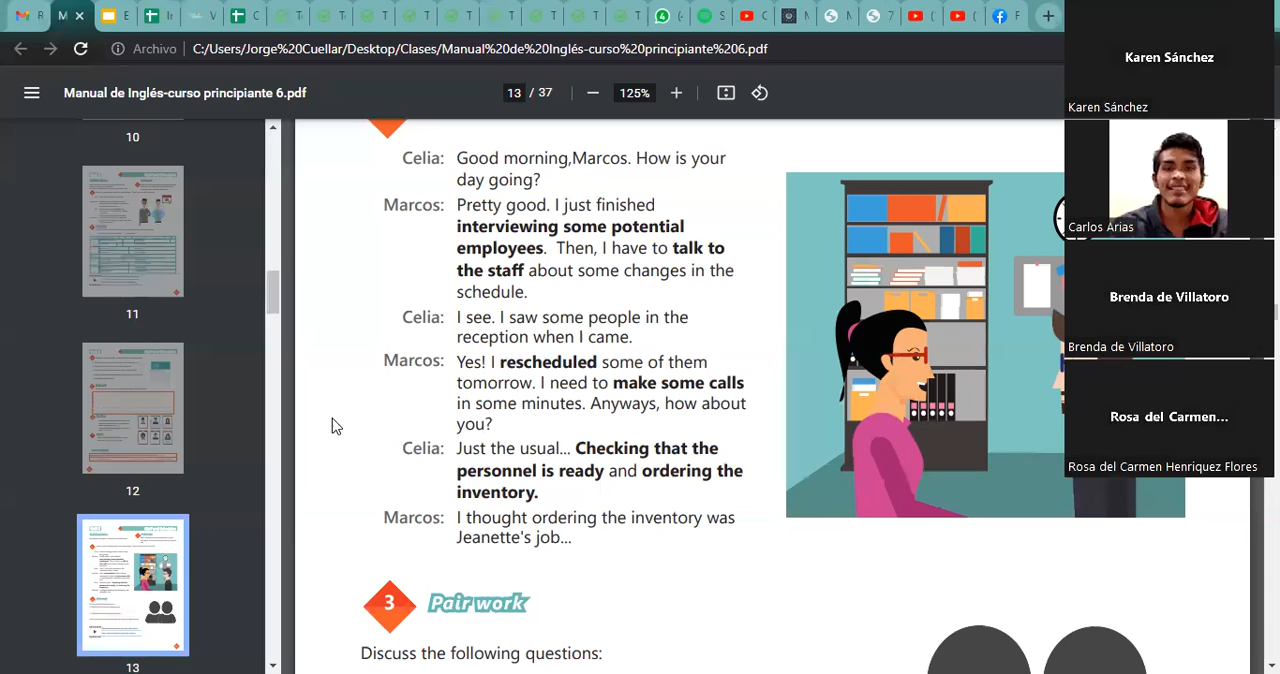 M
R
M
E
I
V
C
T
T
T
T
T
T
T
T
T
4
(
S
C
N
N
7
(
(
F
Archivo
C:/Users/Jorge%20Cuellar/Desktop/Clases/Manual%20de%20Inglés-curso%20principiante%206.pdf
Manual de Inglés-curso principiante 6.pdf
13 / 37
125%
10
11
12
13
Celia: Good morning,Marcos. How is your
day going?
Marcos: Pretty good. I just finished
interviewing some potential
employees. Then, I have to talk to
the staff about some changes in the
schedule.
Celia: I see. I saw some people in the
reception when I came.
Marcos: Yes! I rescheduled some of them
tomorrow. I need to make some calls
in some minutes. Anyways, how about
you?
Celia: Just the usual... Checking that the
personnel is ready and ordering the
inventory.
Marcos: I thought ordering the inventory was
Jeanette's job...
3 Pair work
Discuss the following questions:
Karen Sánchez
Karen Sánchez
Carlos Arias
Brenda de Villatoro
Brenda de Villatoro
Rosa del Carmen...
Rosa del Carmen Henriquez Flores